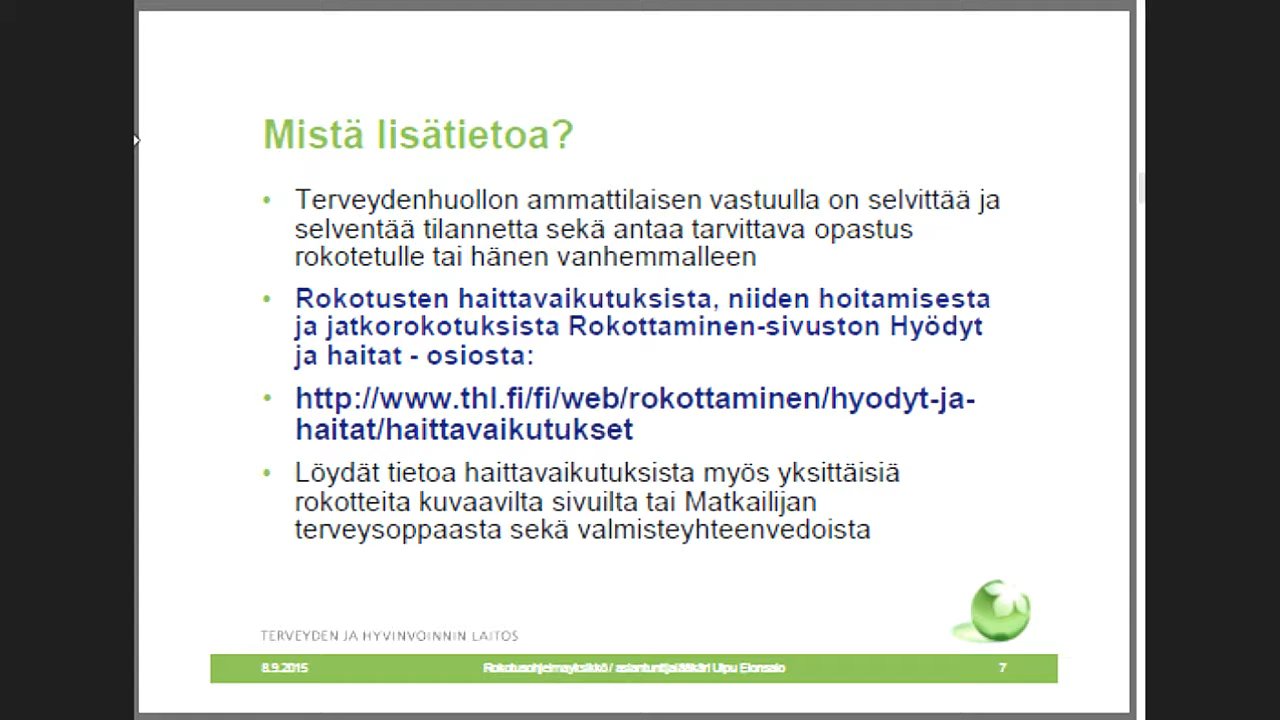 Mistä lisätietoa?
• Terveydenhuollon ammattilaisen vastuulla on selvittää ja
selventää tilannetta sekä antaa tarvittava opastus
rokotetulle tai hänen vanhemmalleen
• Rokotusten haittavaikutuksista, niiden hoitamisesta
ja jatkorokotuksista Rokottaminen-sivuston Hyödyt
ja haitat - osiosta:
• http://www.thl.fi/fi/web/rokottaminen/hyodyt-ja-
haitat/haittavaikutukset
• Löydät tietoa haittavaikutuksista myös yksittäisiä
rokotteita kuvaavilta sivuilta tai Matkailijan
terveysoppaasta sekä valmisteyhteenvedoista
TERVEYDEN JA HYVINVOINNIN LAITOS
8.9.2015
/ Ulpu Elonsalo
7